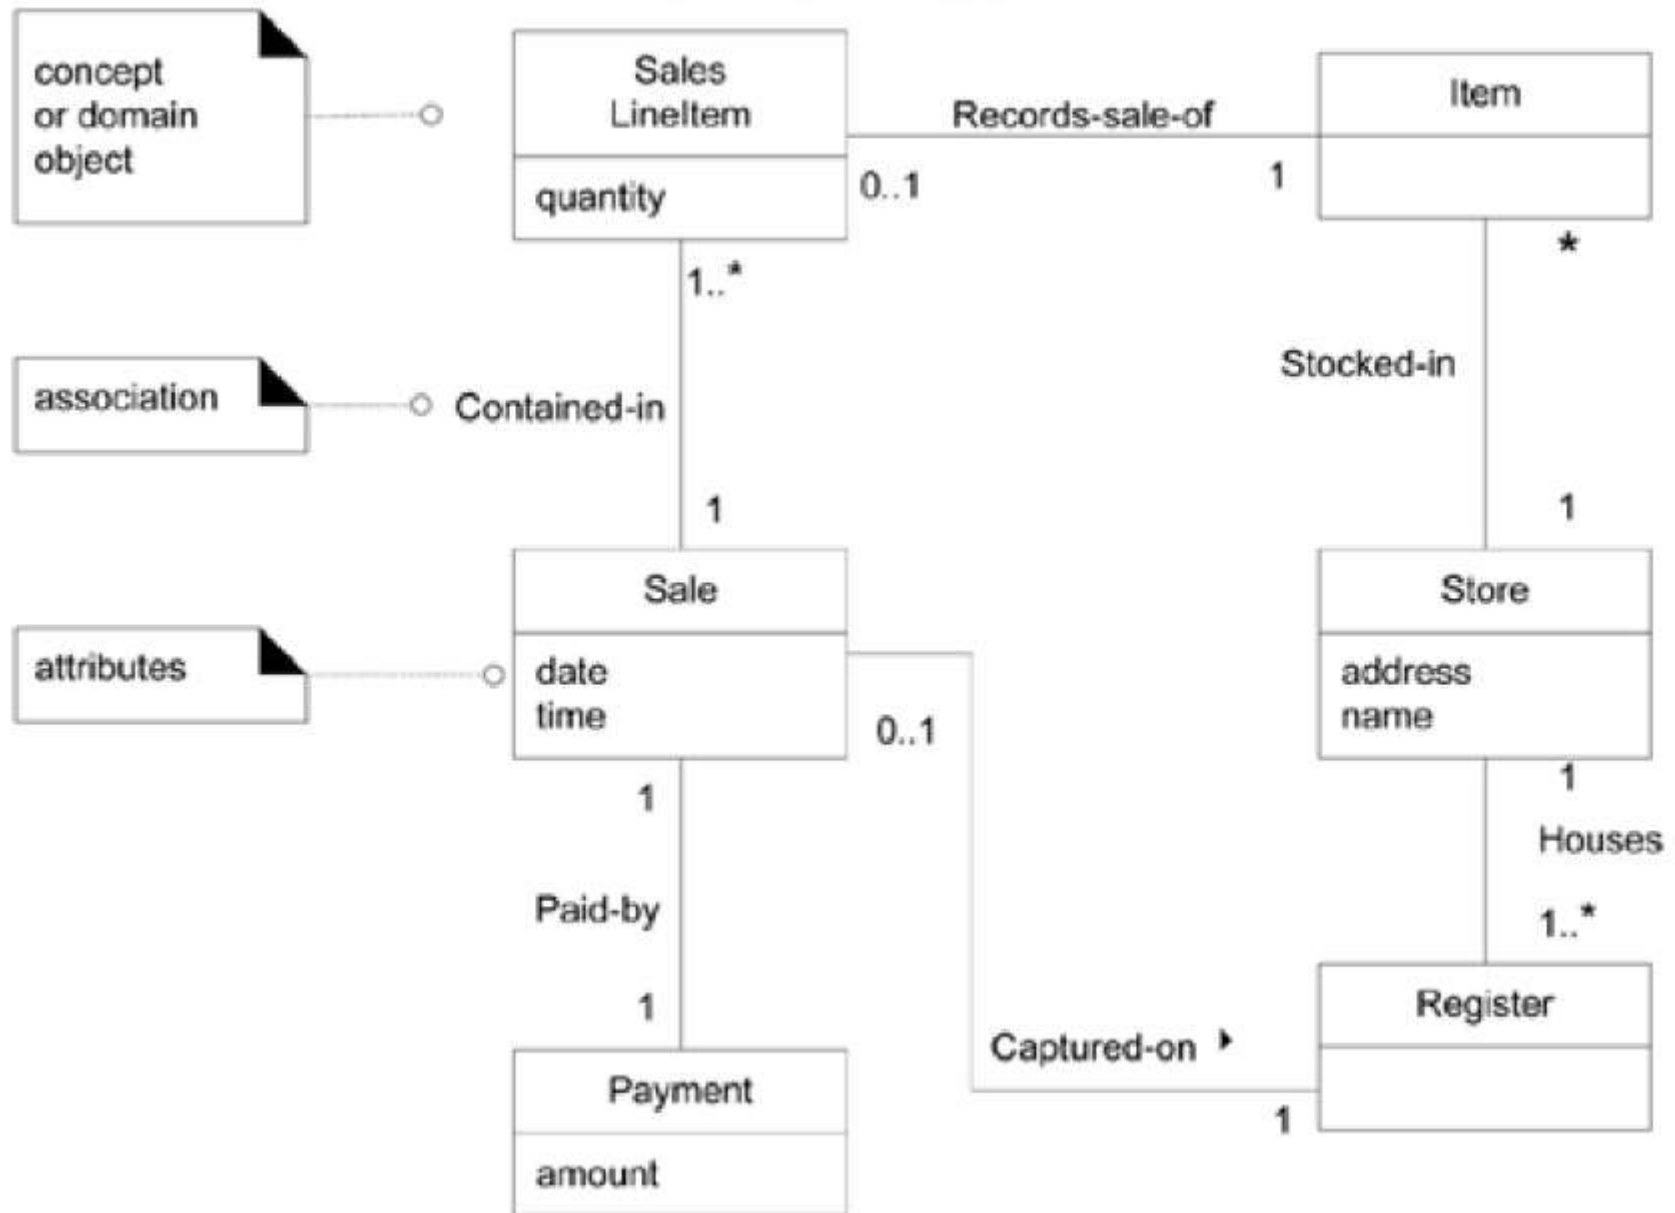 concept
or domain
object
Sales
LineItem
quantity
Records-sale-of
0..1
1
Item
*
1..*
association
Contained-in
Stocked-in
1
1
Sale
date
time
Store
address
name
attributes
0..1
1
1
Houses
Paid-by
1..*
1
Captured-on
Register
1
Payment
amount